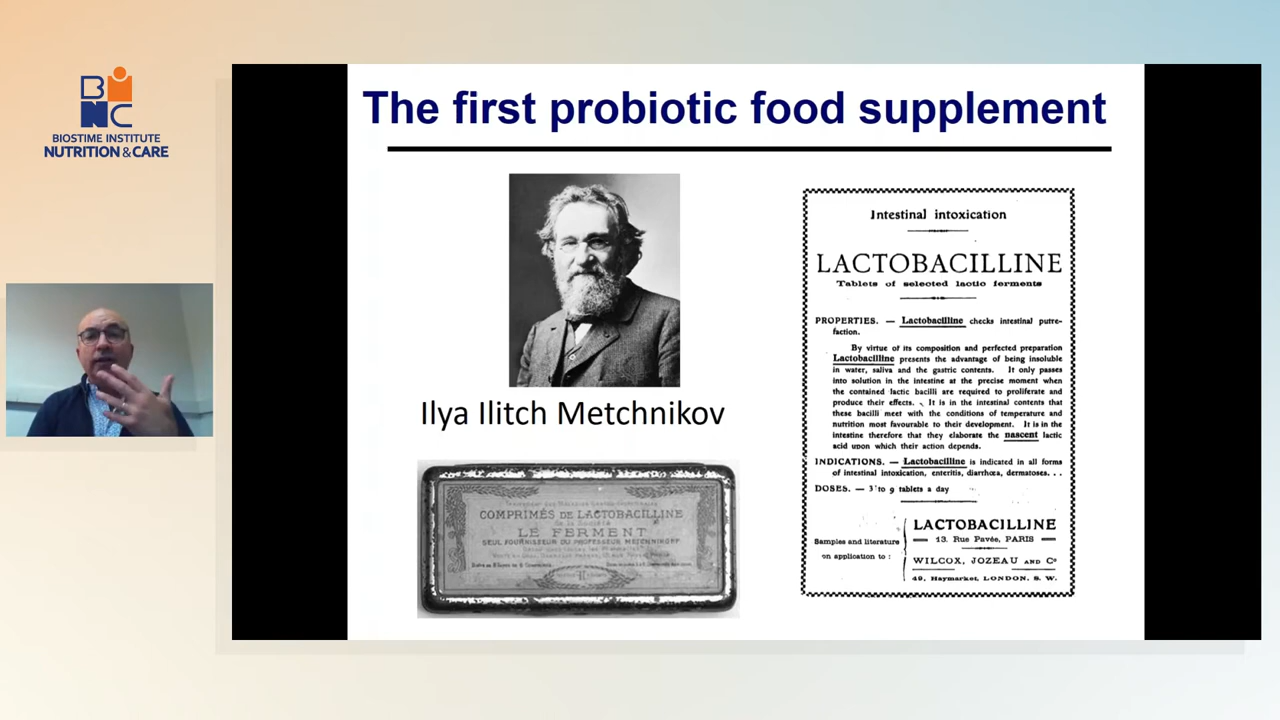 BINC
BIOSTIME INSTITUTE
NUTRITION & CARE
The first probiotic food supplement
Ilya Ilitch Metchnikov
COMPRIMÉS DE LACTOBACILLINE
de la Société
LE FERMENT
SEUL FOURNISSEUR DU PROFESSEUR METCHNIKOFF
Intestinal intoxication
LACTOBACILLINE
Tablets of selected lactic ferments
PROPERTIES. — Lactobacilline checks intestinal putre-
faction.
By virtue of its composition and perfected preparation
Lactobacilline presents the advantage of being insoluble
in water, saliva and the gastric contents. It only passes
into solution in the intestine at the precise moment when
the contained lactic bacilli are required to proliferate and
produce their effects. It is in the intestinal contents that
these bacilli meet with the conditions of temperature and
nutrition most favourable to their development. It is in the
intestine therefore that they elaborate the nascent lactic
acid upon which their action depends.
INDICATIONS. — Lactobacilline is indicated in all forms
of intestinal intoxication, enteritis, diarrhœa, dermatoses. . .
DOSES. — 3 to 9 tablets a day
Samples and literature
on application to :
LACTOBACILLINE
13. Rue Pavée, PARIS
WILCOX, JOZEAU AND Cº
49, Haymarket, LONDON, S. W.